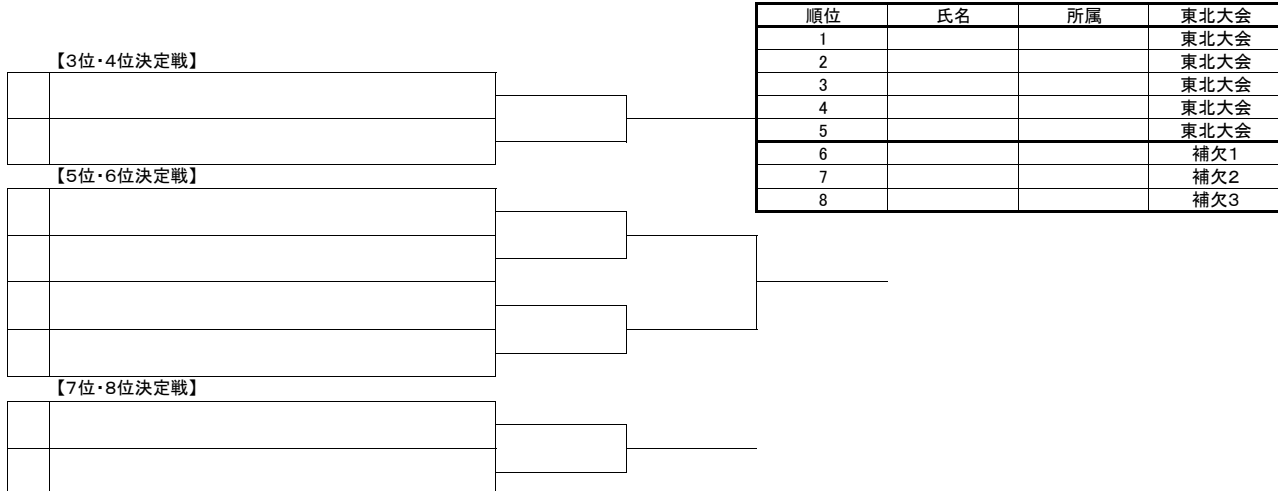 順位 氏名 所属 東北大会
1 東北大会
2 東北大会
3 東北大会
4 東北大会
5 東北大会
6 補欠1
7 補欠2
8 補欠3
【3位・4位決定戦】
【5位・6位決定戦】
【7位・8位決定戦】